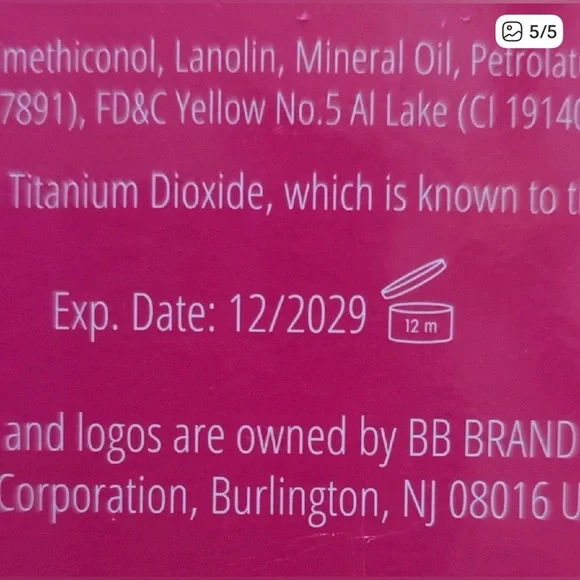 5/5
methiconol, Lanolin, Mineral Oil, Petrolat
7891), FD&C Yellow No.5 Al Lake (CI 19140
Titanium Dioxide, which is known to t
Exp. Date: 12/2029
12 m
and logos are owned by BB BRAND
Corporation, Burlington, NJ 08016 U